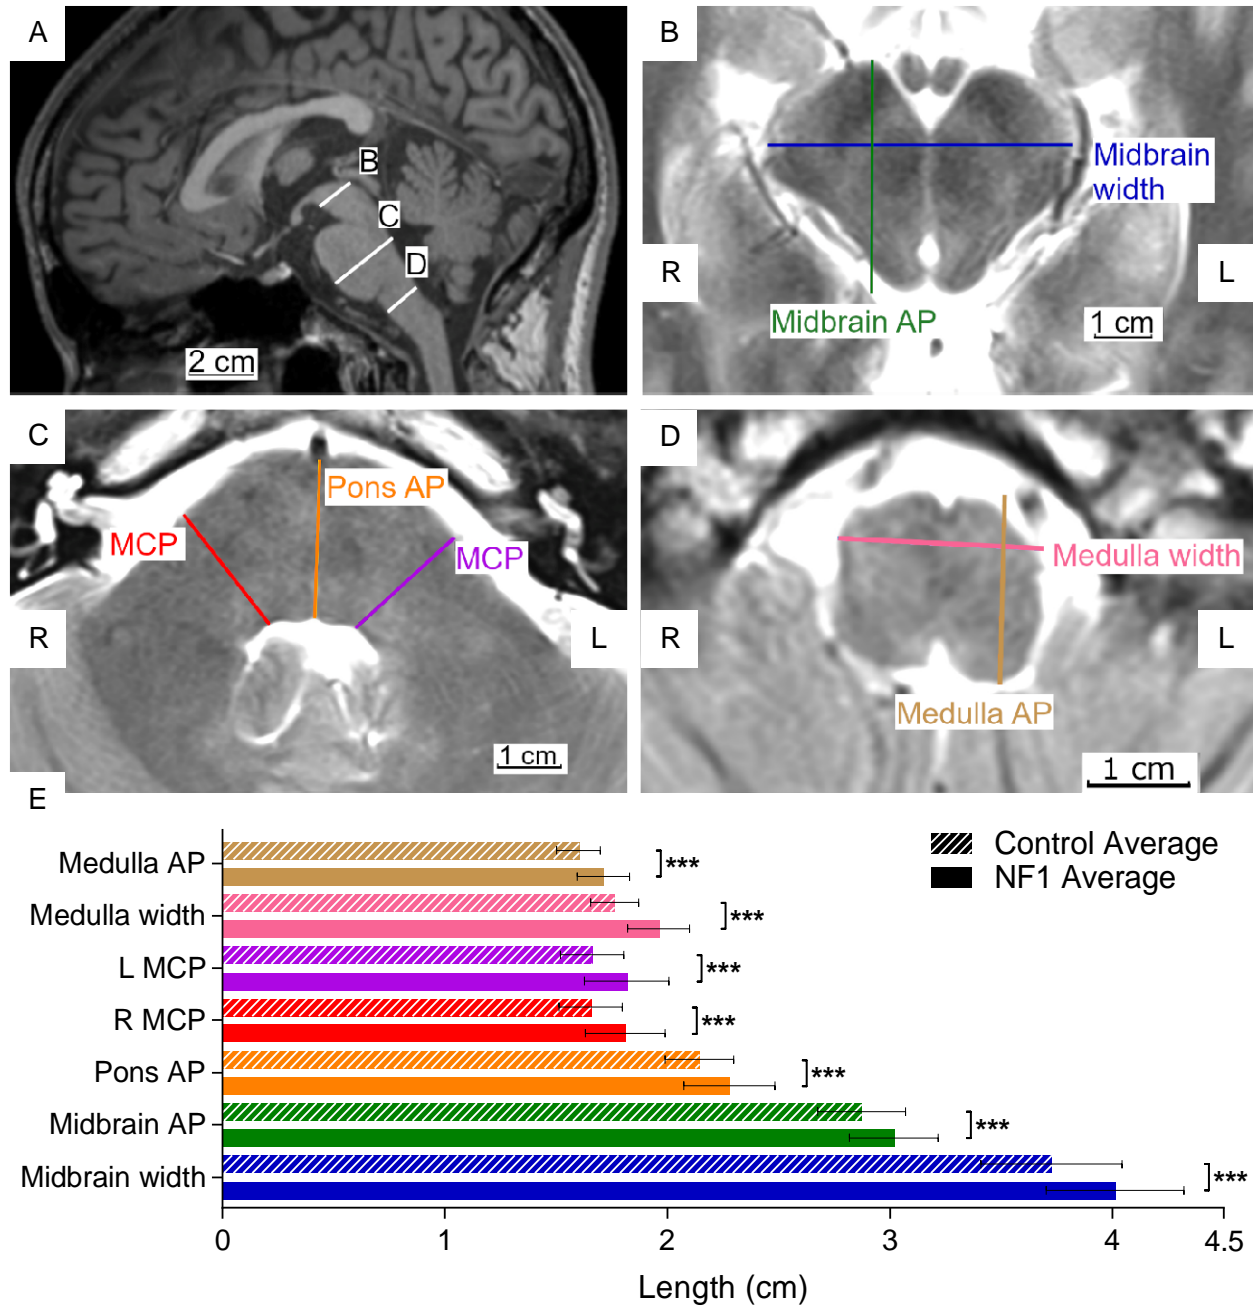 A
B
C
D
2 cm
B
Midbrain
width
R
L
Midbrain AP
1 cm
C
Pons AP
MCP
MCP
R
L
1 cm
D
Medulla width
R
L
Medulla AP
1 cm
E
Control Average
NF1 Average
Medulla AP
***
Medulla width
***
L MCP
***
R MCP
***
Pons AP
***
Midbrain AP
***
Midbrain width
***
0 1 2 3 4 4.5
Length (cm)